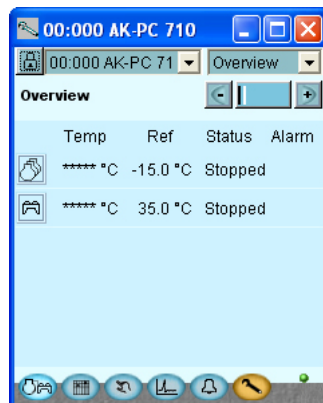 00:000 AK-PC 710
00:000 AK-PC 71 Overview
Overview
Temp Ref Status Alarm
***** °C -15.0 °C Stopped
***** °C 35.0 °C Stopped